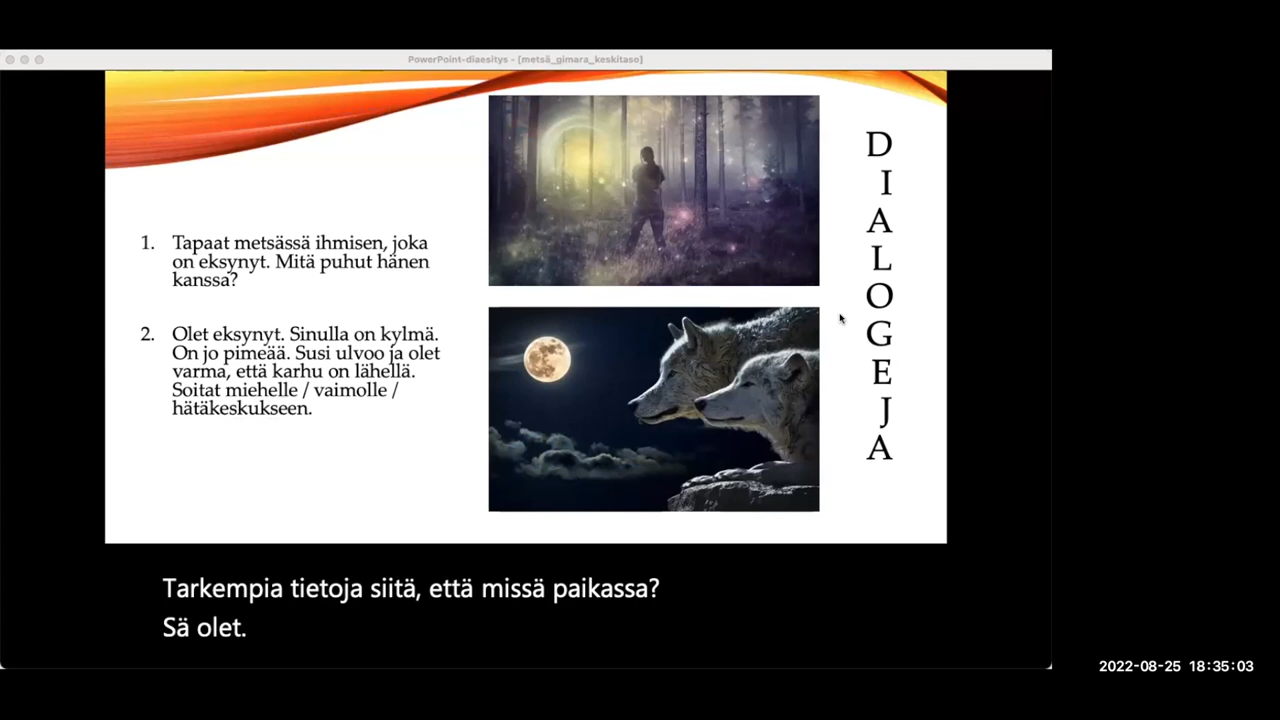 PowerPoint-diaesitys - [metsä_gimara_keskitaso]
1. Tapaat metsässä ihmisen, joka
on eksynyt. Mitä puhut hänen
kanssa?
2. Olet eksynyt. Sinulla on kylmä.
On jo pimeää. Susi ulvoo ja olet
varma, että karhu on lähellä.
Soitat miehelle / vaimolle /
hätäkeskukseen.
D
I
A
L
O
G
E
J
A
Tarkempia tietoja siitä, että missä paikassa?
Sä olet.
2022-08-25 18:35:03